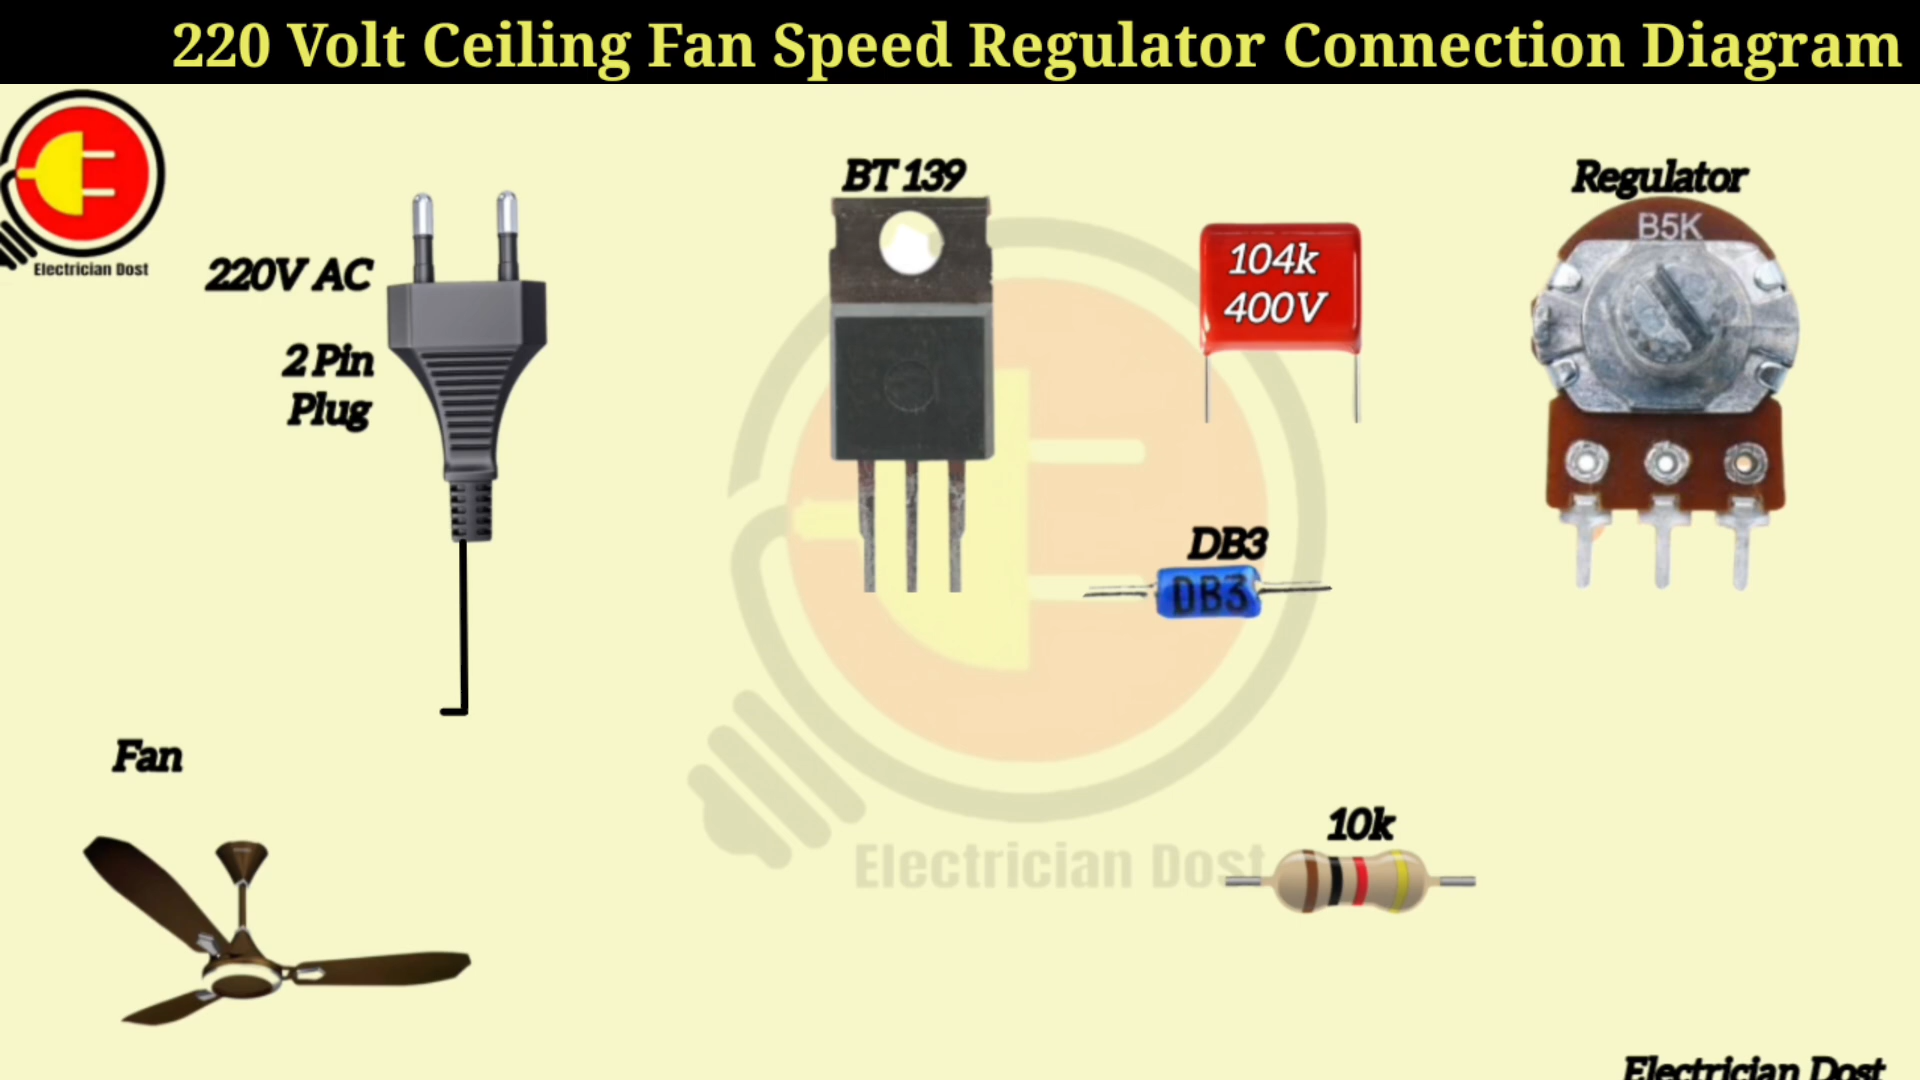 220 Volt Ceiling Fan Speed Regulator Connection Diagram
Electrician Dost
220V AC
2 Pin
Plug
BT 139
104k
400V
Regulator
B5K
DB3
DB3
Fan
10k
Electrician Dost
Electrician Dost